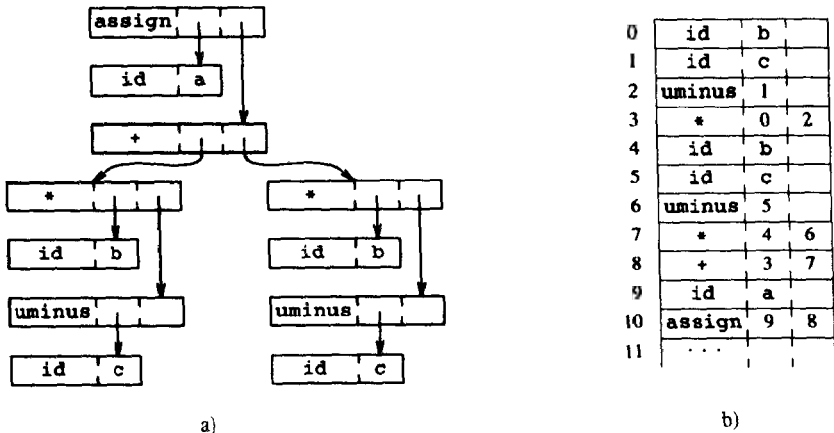 assign
id a
+
* *
id b id b
uminus uminus
id c id c
a)
0 id b
1 id c
2 uminus 1
3 * 0 2
4 id b
5 id c
6 uminus 5
7 * 4 6
8 + 3 7
9 id a
10 assign 9 8
11 ...
b)